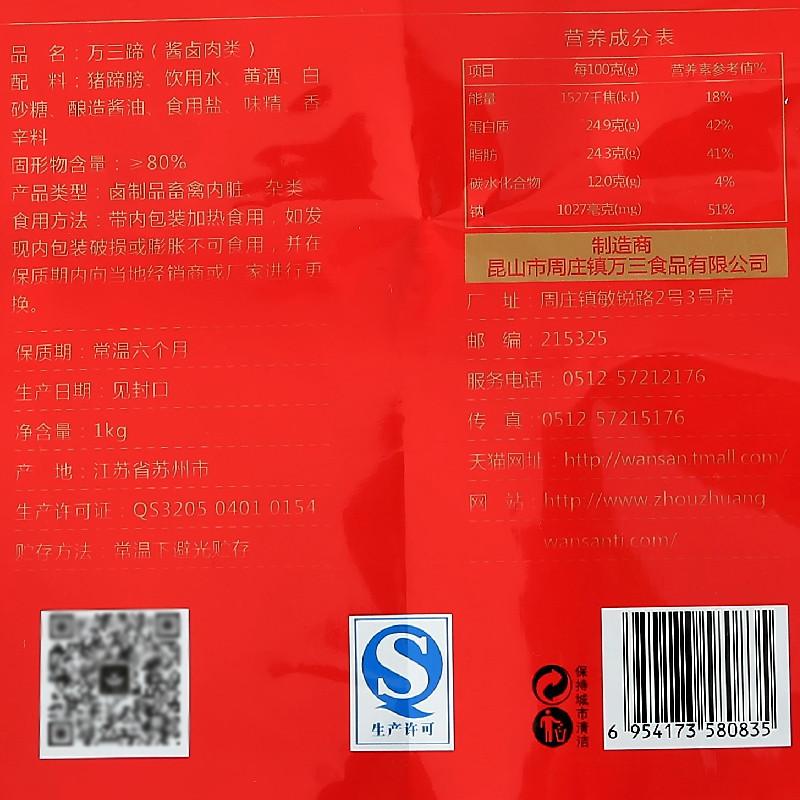 品 名：万三蹄（酱卤肉类）
配 料：猪蹄膀、饮用水、黄酒、白
砂糖、酿造酱油、食用盐、味精、香
辛料
固形物含量：≥80%
产品类型：卤制品畜禽内脏、杂类
食用方法：带内包装加热食用，如发
现内包装破损或膨胀不可食用，并在
保质期内向当地经销商或厂家进行更
换。
保质期：常温六个月
生产日期：见封口
净含量：1kg
产 地：江苏省苏州市
生产许可证：QS3205 0401 0154
贮存方法：常温下避光贮存
营养成分表
项目 每100克(g) 营养素参考值%
能量 1527千焦(kJ) 18%
蛋白质 24.9克(g) 42%
脂肪 24.3克(g) 41%
碳水化合物 12.0克(g) 4%
钠 1027毫克(mg) 51%
制造商
昆山市周庄镇万三食品有限公司
厂 址：周庄镇敏锐路2号3号房
邮 编：215325
服务电话：0512-57212176
传 真：0512-57215176
天猫网址：http://wansan.tmall.com/
网 站：http://www.zhouzhuang
wansanti.com/
S
生产许可
保持城市清洁
6 954173 580835